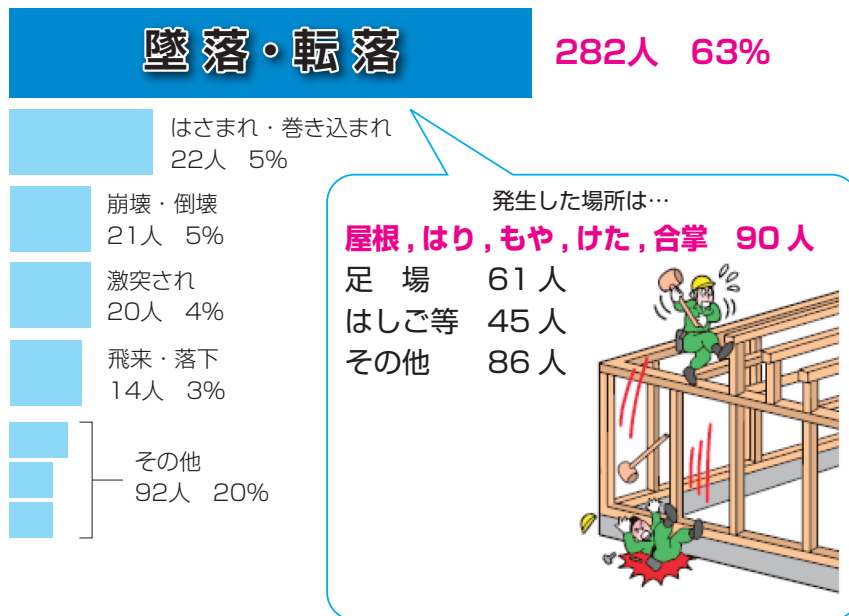 墜落・転落
282人 63%
はさまれ・巻き込まれ
22人 5%
崩壊・倒壊
21人 5%
激突され
20人 4%
飛来・落下
14人 3%
その他
92人 20%
発生した場所は…
屋根,はり,もや,けた,合掌 90人
足 場 61人
はしご等 45人
その他 86人